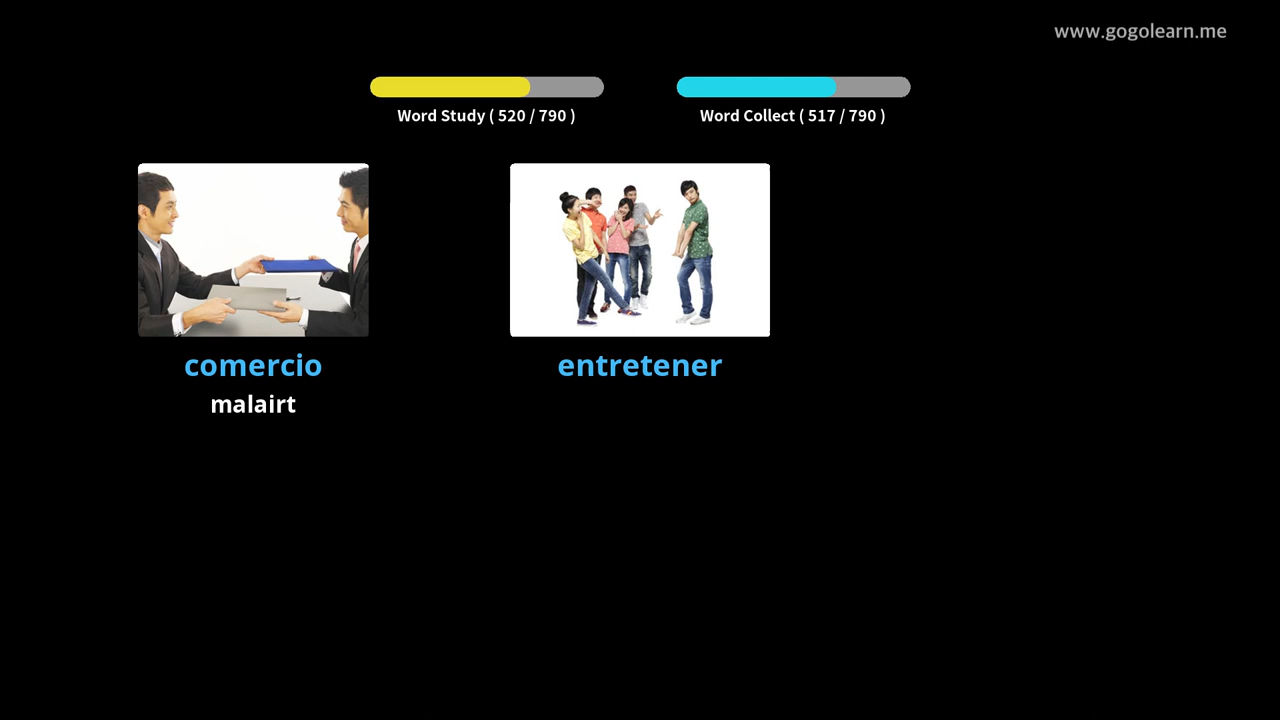 www.gogolearn.me
Word Study ( 520 / 790 )
Word Collect ( 517 / 790 )
comercio
malairt
entretener